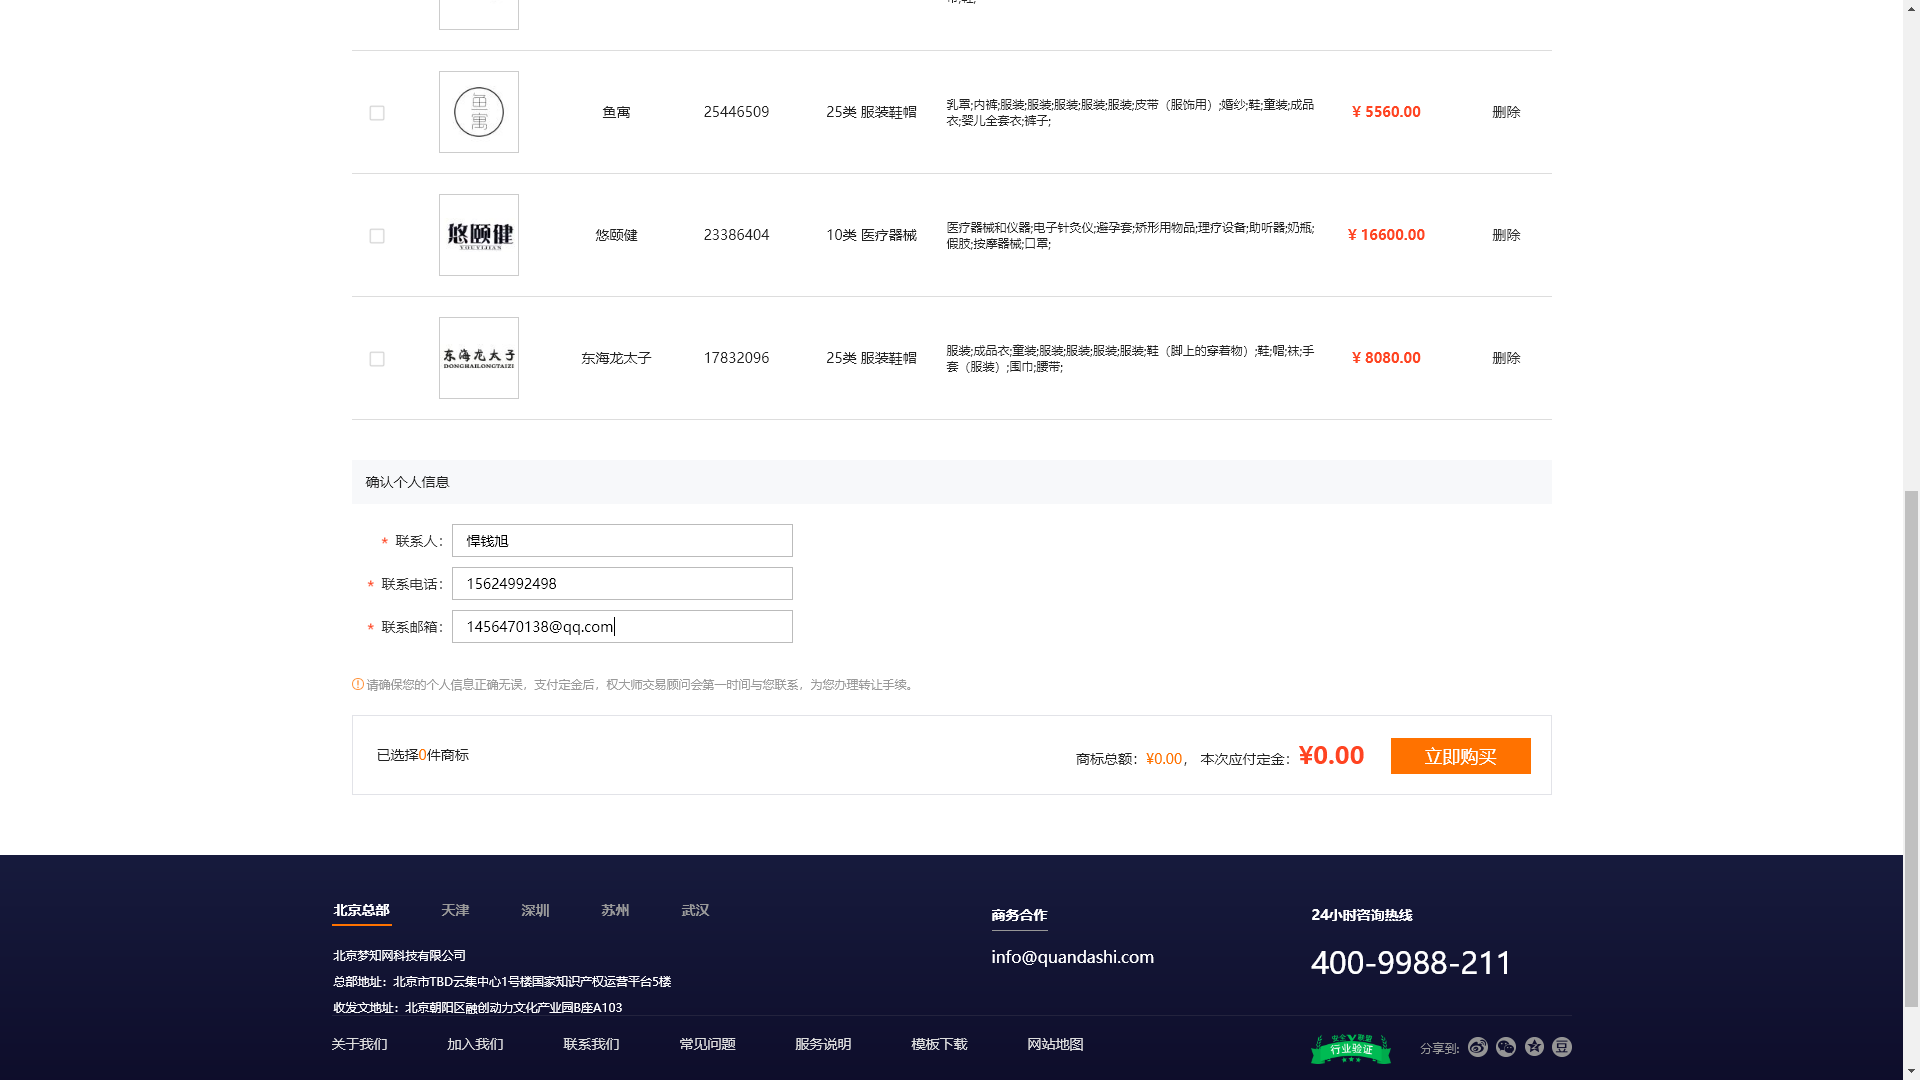 鱼寓
鱼寓 25446509 25类 服装鞋帽 乳罩;内裤;服装;服装;服装;服装;服装;皮带（服饰用）;婚纱;鞋;童装;成品衣;婴儿全套衣;裤子; ¥ 5560.00 删除
悠颐健
YOUYIJIAN
悠颐健 23386404 10类 医疗器械 医疗器械和仪器;电子针灸仪;避孕套;矫形用物品;理疗设备;助听器;奶瓶;假肢;按摩器械;口罩; ¥ 16600.00 删除
东海龙太子
DONGHAILONGTAIZI
东海龙太子 17832096 25类 服装鞋帽 服装;成品衣;童装;服装;服装;服装;服装;鞋（脚上的穿着物）;鞋;帽;袜;手套（服装）;围巾;腰带; ¥ 8080.00 删除
确认个人信息
* 联系人： 悍钱旭
* 联系电话： 15624992498
* 联系邮箱： 1456470138@qq.com
请确保您的个人信息正确无误，支付定金后，权大师交易顾问会第一时间与您联系，为您办理转让手续。
已选择0件商标 商标总额：¥0.00， 本次应付定金：¥0.00 立即购买
北京总部 天津 深圳 苏州 武汉
北京梦知网科技有限公司
总部地址：北京市TBD云集中心1号楼国家知识产权运营平台5楼
收发文地址：北京朝阳区融创动力文化产业园B座A103
商务合作
info@quandashi.com
24小时咨询热线
400-9988-211
关于我们 加入我们 联系我们 常见问题 服务说明 模板下载 网站地图
安全联盟
行业验证
分享到: